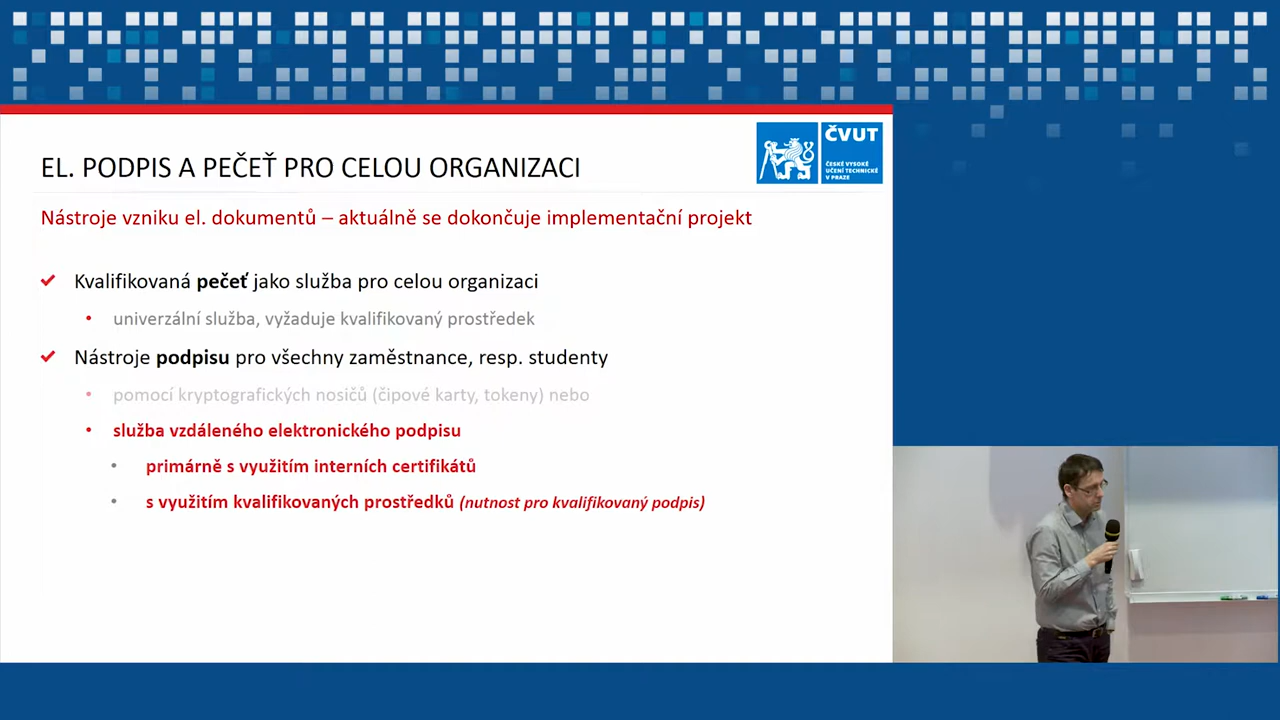 ČVUT
ČESKÉ VYSOKÉ
UČENÍ TECHNICKÉ
V PRAZE
EL. PODPIS A PEČEŤ PRO CELOU ORGANIZACI
Nástroje vzniku el. dokumentů – aktuálně se dokončuje implementační projekt
Kvalifikovaná pečeť jako služba pro celou organizaci
univerzální služba, vyžaduje kvalifikovaný prostředek
Nástroje podpisu pro všechny zaměstnance, resp. studenty
pomocí kryptografických nosičů (čipové karty, tokeny) nebo
služba vzdáleného elektronického podpisu
primárně s využitím interních certifikátů
s využitím kvalifikovaných prostředků (nutnost pro kvalifikovaný podpis)